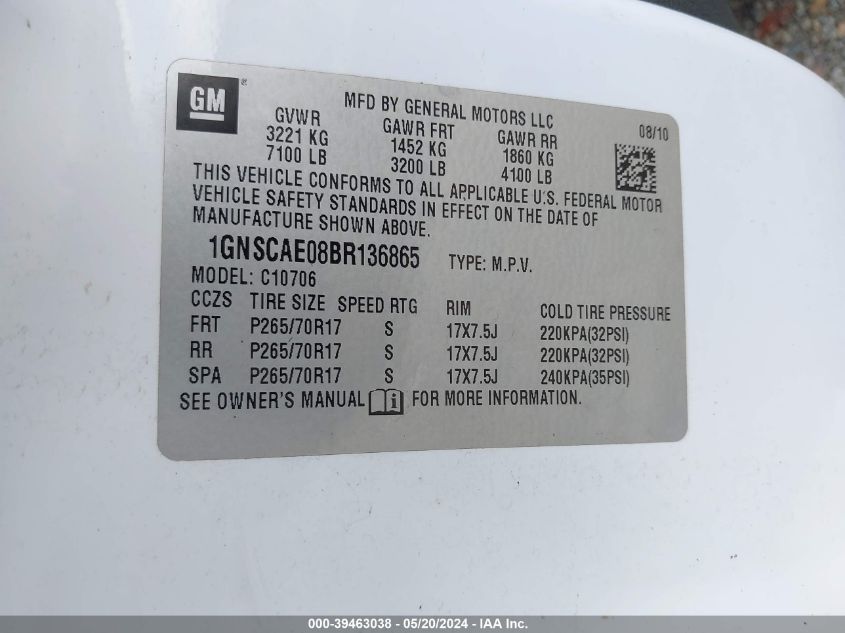 GM®
MFD BY GENERAL MOTORS LLC
08/10
GVWR GAWR FRT GAWR RR
3221 KG 1452 KG 1860 KG
7100 LB 3200 LB 4100 LB
THIS VEHICLE CONFORMS TO ALL APPLICABLE U.S. FEDERAL MOTOR
VEHICLE SAFETY STANDARDS IN EFFECT ON THE DATE OF
MANUFACTURE SHOWN ABOVE.
1GNSCAE08BR136865 TYPE: M.P.V.
MODEL: C10706
CCZS TIRE SIZE SPEED RTG RIM COLD TIRE PRESSURE
FRT P265/70R17 S 17X7.5J 220KPA(32PSI)
RR P265/70R17 S 17X7.5J 220KPA(32PSI)
SPA P265/70R17 S 17X7.5J 240KPA(35PSI)
SEE OWNER'S MANUAL i FOR MORE INFORMATION.
000-39463038 - 05/20/2024 - IAA Inc.